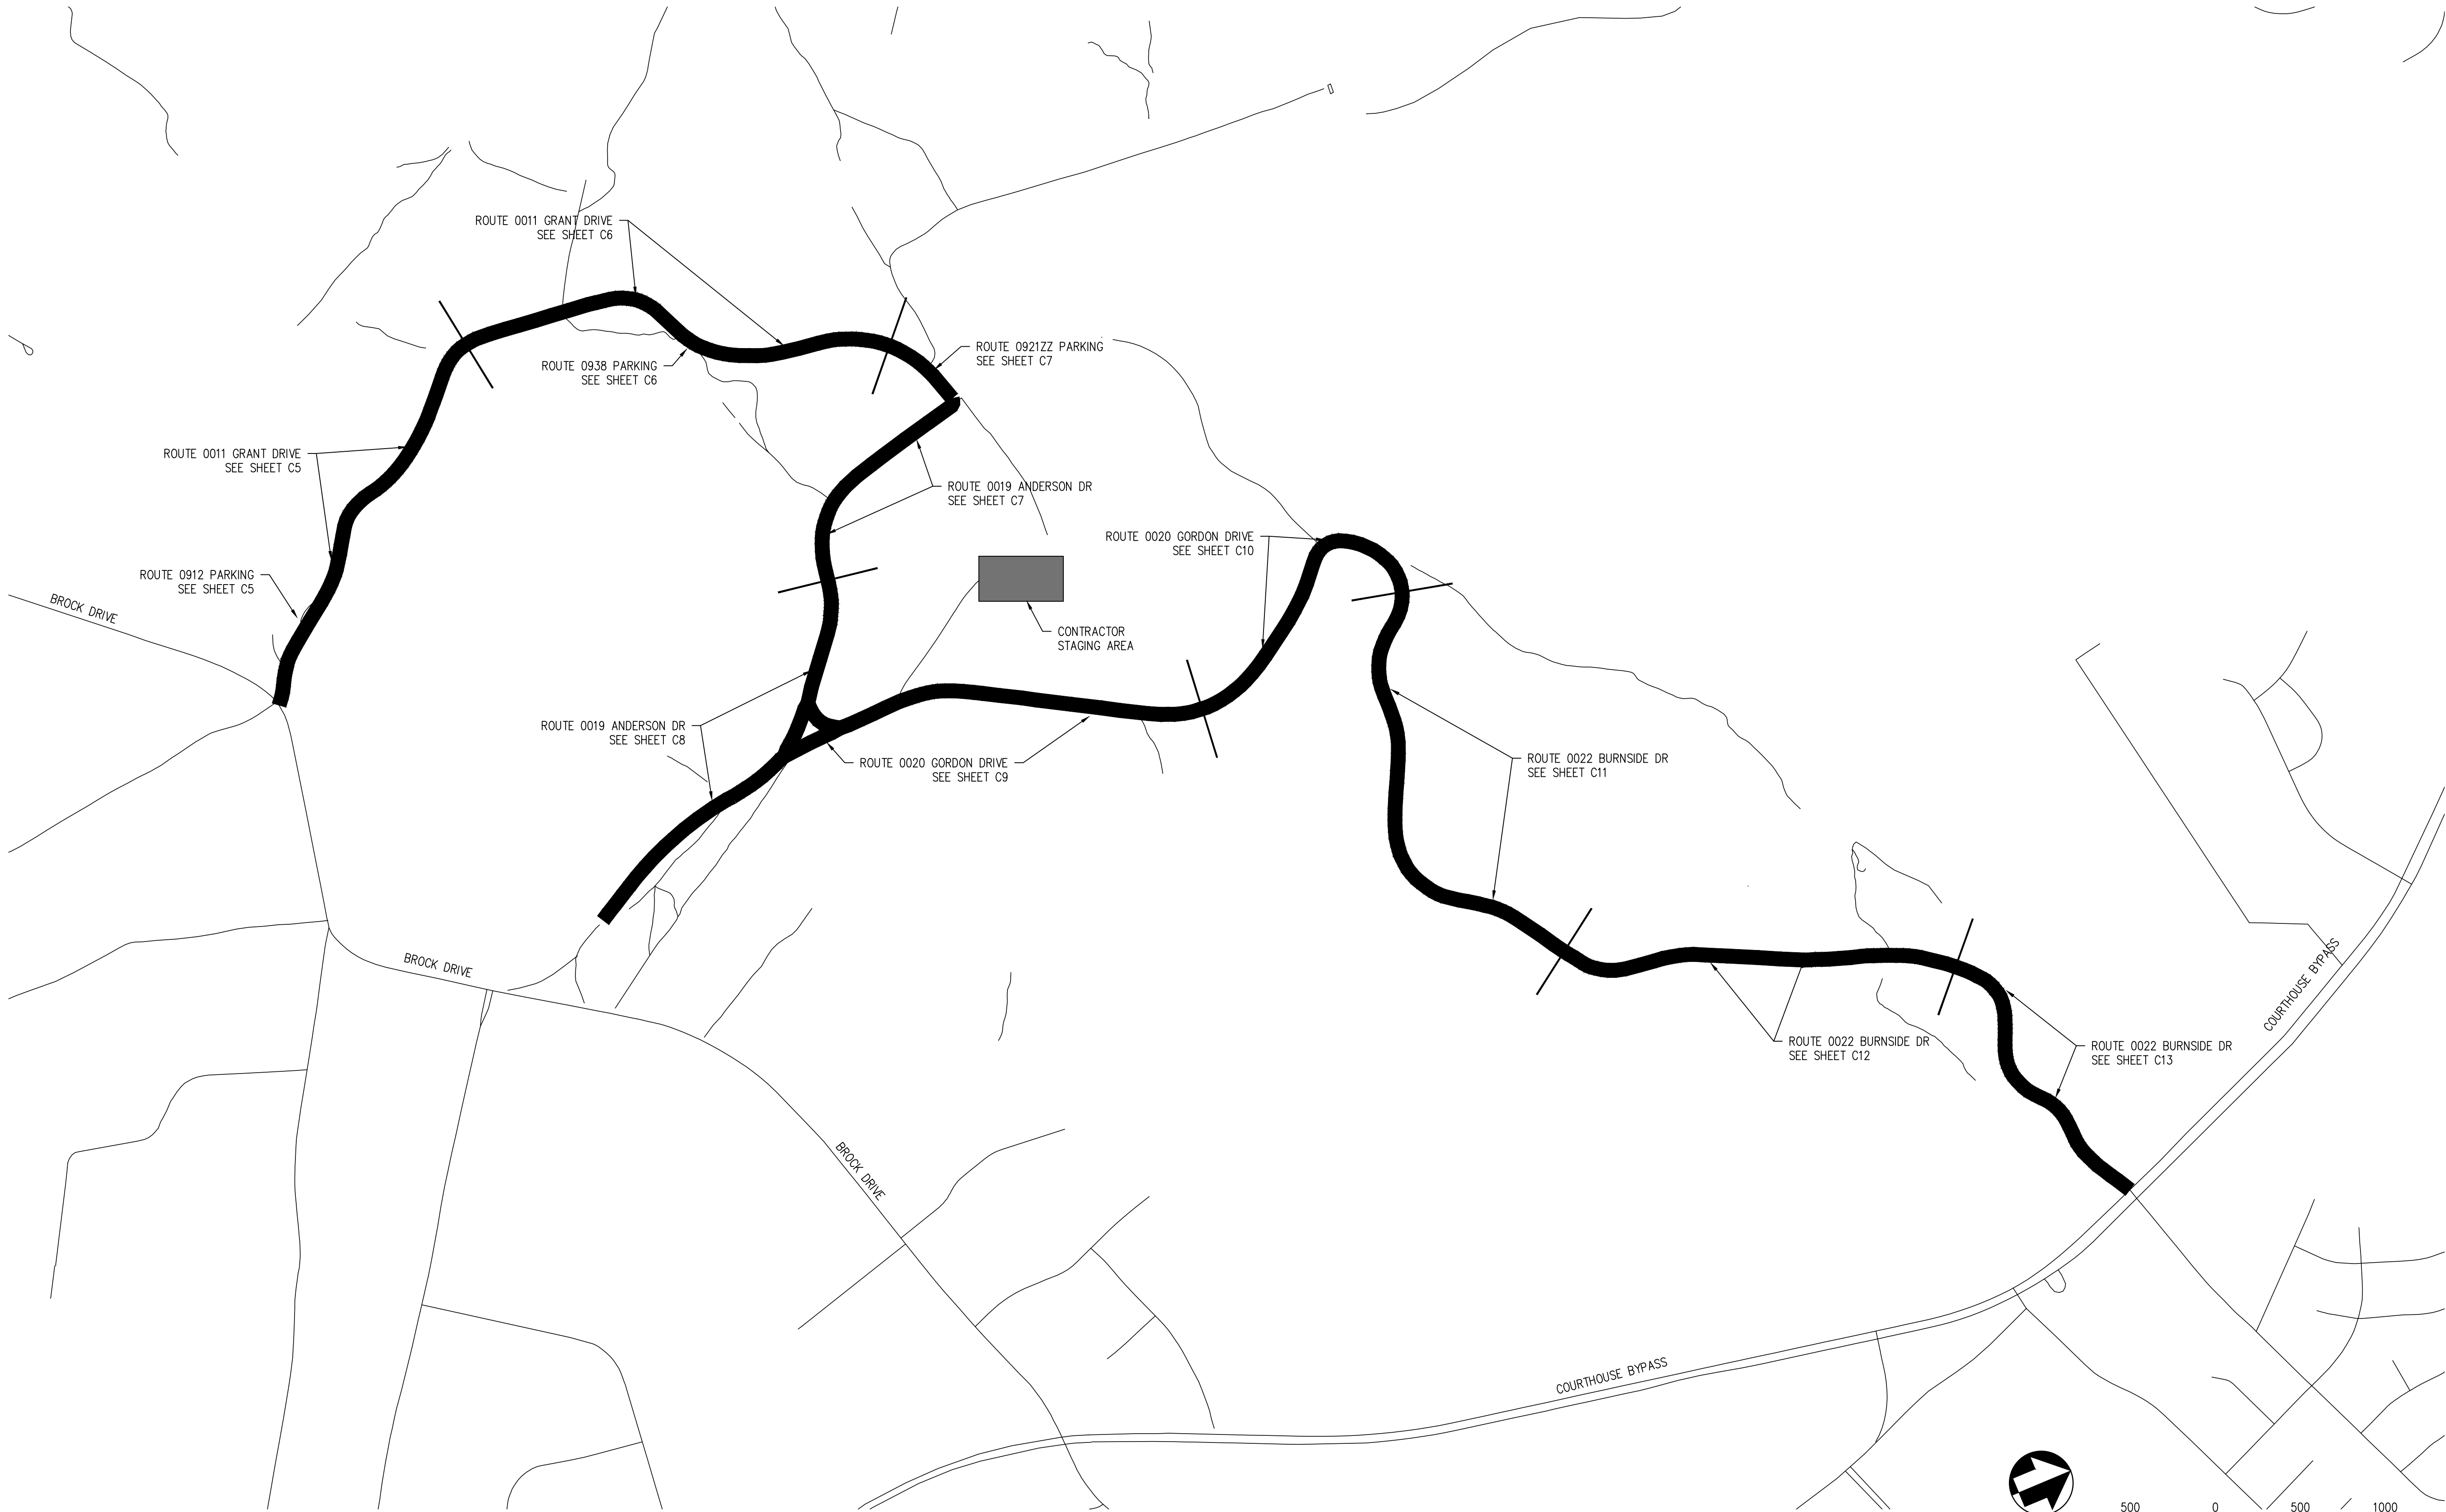 ROUTE 0011 GRANT DRIVE
SEE SHEET C6
ROUTE 0921ZZ PARKING
SEE SHEET C7
ROUTE 0938 PARKING
SEE SHEET C6
ROUTE 0011 GRANT DRIVE
SEE SHEET C5
ROUTE 0019 ANDERSON DR
SEE SHEET C7
ROUTE 0020 GORDON DRIVE
SEE SHEET C10
ROUTE 0912 PARKING
SEE SHEET C5
BROCK DRIVE
CONTRACTOR
STAGING AREA
ROUTE 0019 ANDERSON DR
SEE SHEET C8
ROUTE 0020 GORDON DRIVE
SEE SHEET C9
ROUTE 0022 BURNSIDE DR
SEE SHEET C11
BROCK DRIVE
COURTHOUSE BYPASS
ROUTE 0022 BURNSIDE DR
SEE SHEET C12
ROUTE 0022 BURNSIDE DR
SEE SHEET C13
BROCK DRIVE
COURTHOUSE BYPASS
500 0 500 1000